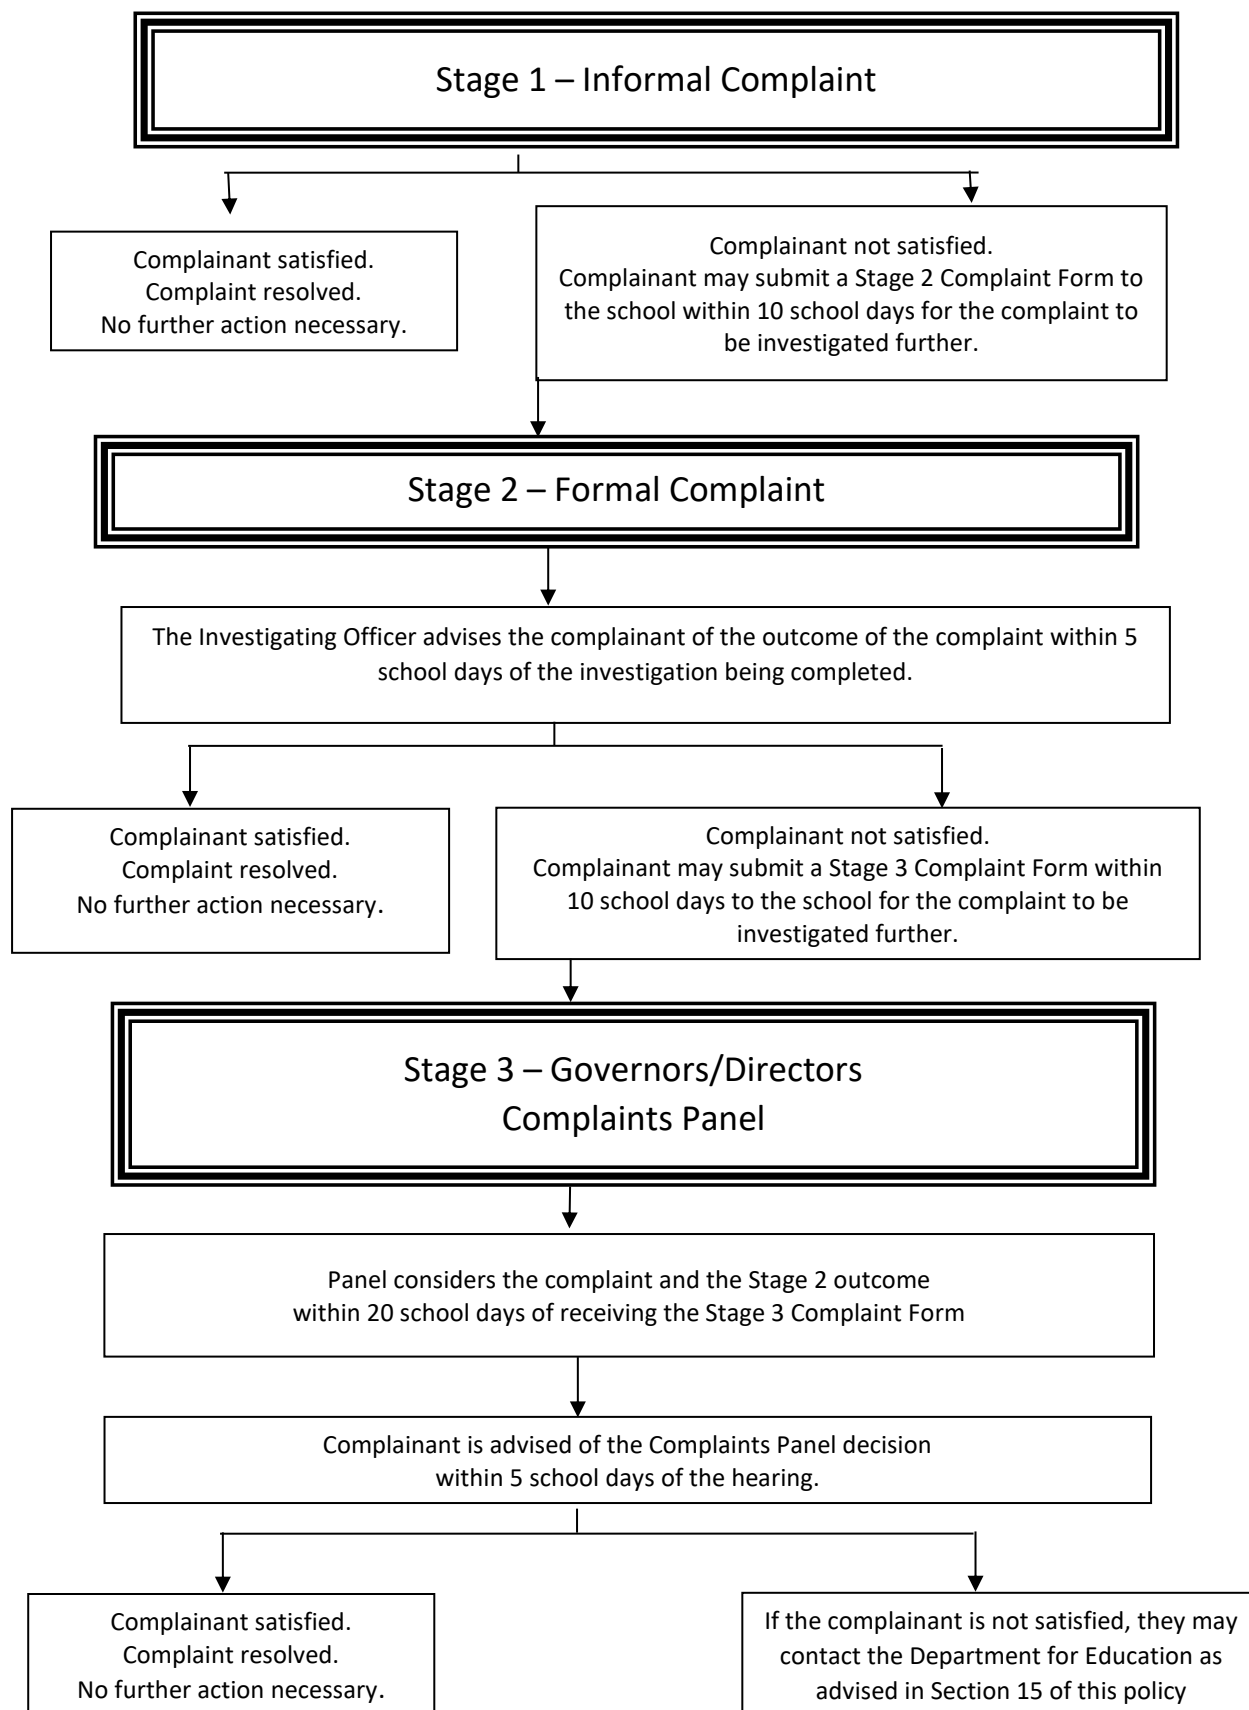 Stage 1 – Informal Complaint
Complainant satisfied.
Complaint resolved.
No further action necessary.
Complainant not satisfied.
Complainant may submit a Stage 2 Complaint Form to
the school within 10 school days for the complaint to
be investigated further.
Stage 2 – Formal Complaint
The Investigating Officer advises the complainant of the outcome of the complaint within 5
school days of the investigation being completed.
Complainant satisfied.
Complaint resolved.
No further action necessary.
Complainant not satisfied.
Complainant may submit a Stage 3 Complaint Form within
10 school days to the school for the complaint to be
investigated further.
Stage 3 – Governors/Directors
Complaints Panel
Panel considers the complaint and the Stage 2 outcome
within 20 school days of receiving the Stage 3 Complaint Form
Complainant is advised of the Complaints Panel decision
within 5 school days of the hearing.
Complainant satisfied.
Complaint resolved.
No further action necessary.
If the complainant is not satisfied, they may
contact the Department for Education as
advised in Section 15 of this policy